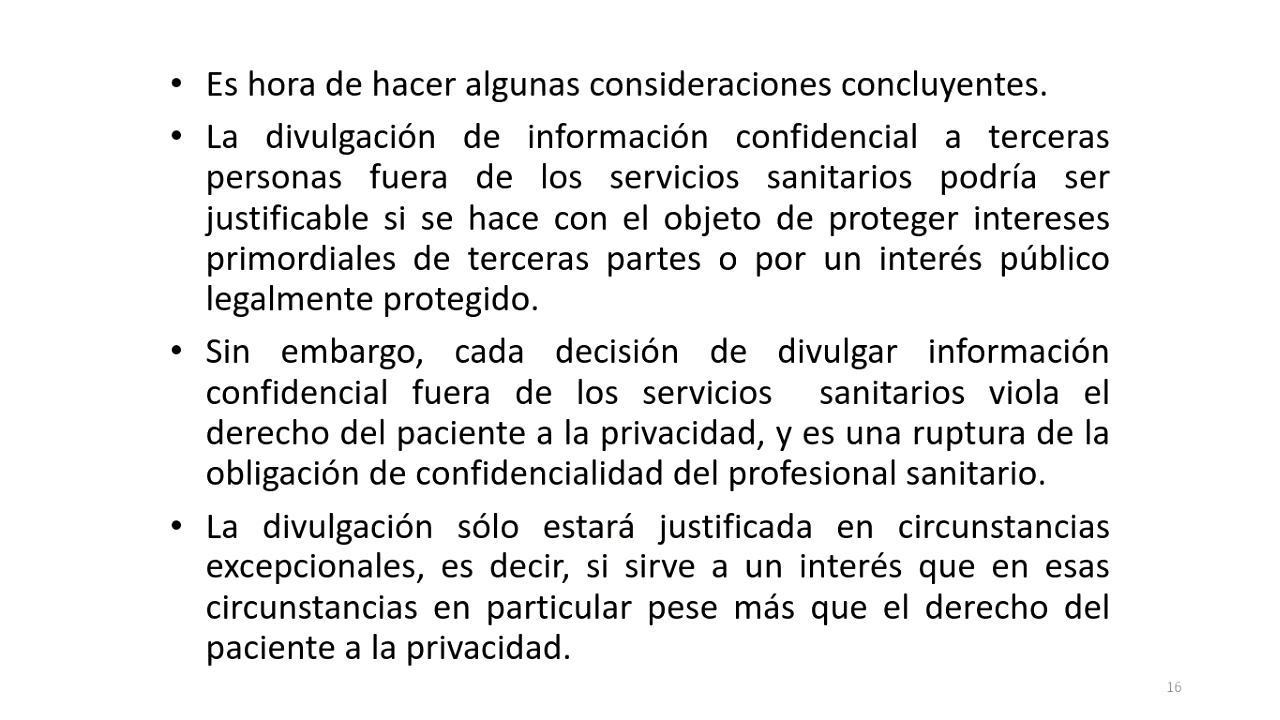 • Es hora de hacer algunas consideraciones concluyentes.
• La divulgación de información confidencial a terceras
personas fuera de los servicios sanitarios podría ser
justificable si se hace con el objeto de proteger intereses
primordiales de terceras partes o por un interés público
legalmente protegido.
• Sin embargo, cada decisión de divulgar información
confidencial fuera de los servicios sanitarios viola el
derecho del paciente a la privacidad, y es una ruptura de la
obligación de confidencialidad del profesional sanitario.
• La divulgación sólo estará justificada en circunstancias
excepcionales, es decir, si sirve a un interés que en esas
circunstancias en particular pese más que el derecho del
paciente a la privacidad.
16